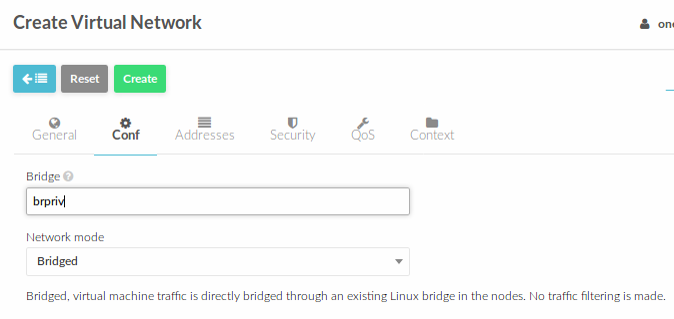 Create Virtual Network
one
Reset Create
General Conf Addresses Security QoS Context
Bridge
brpriv
Network mode
Bridged
Bridged, virtual machine traffic is directly bridged through an existing Linux bridge in the nodes. No traffic filtering is made.